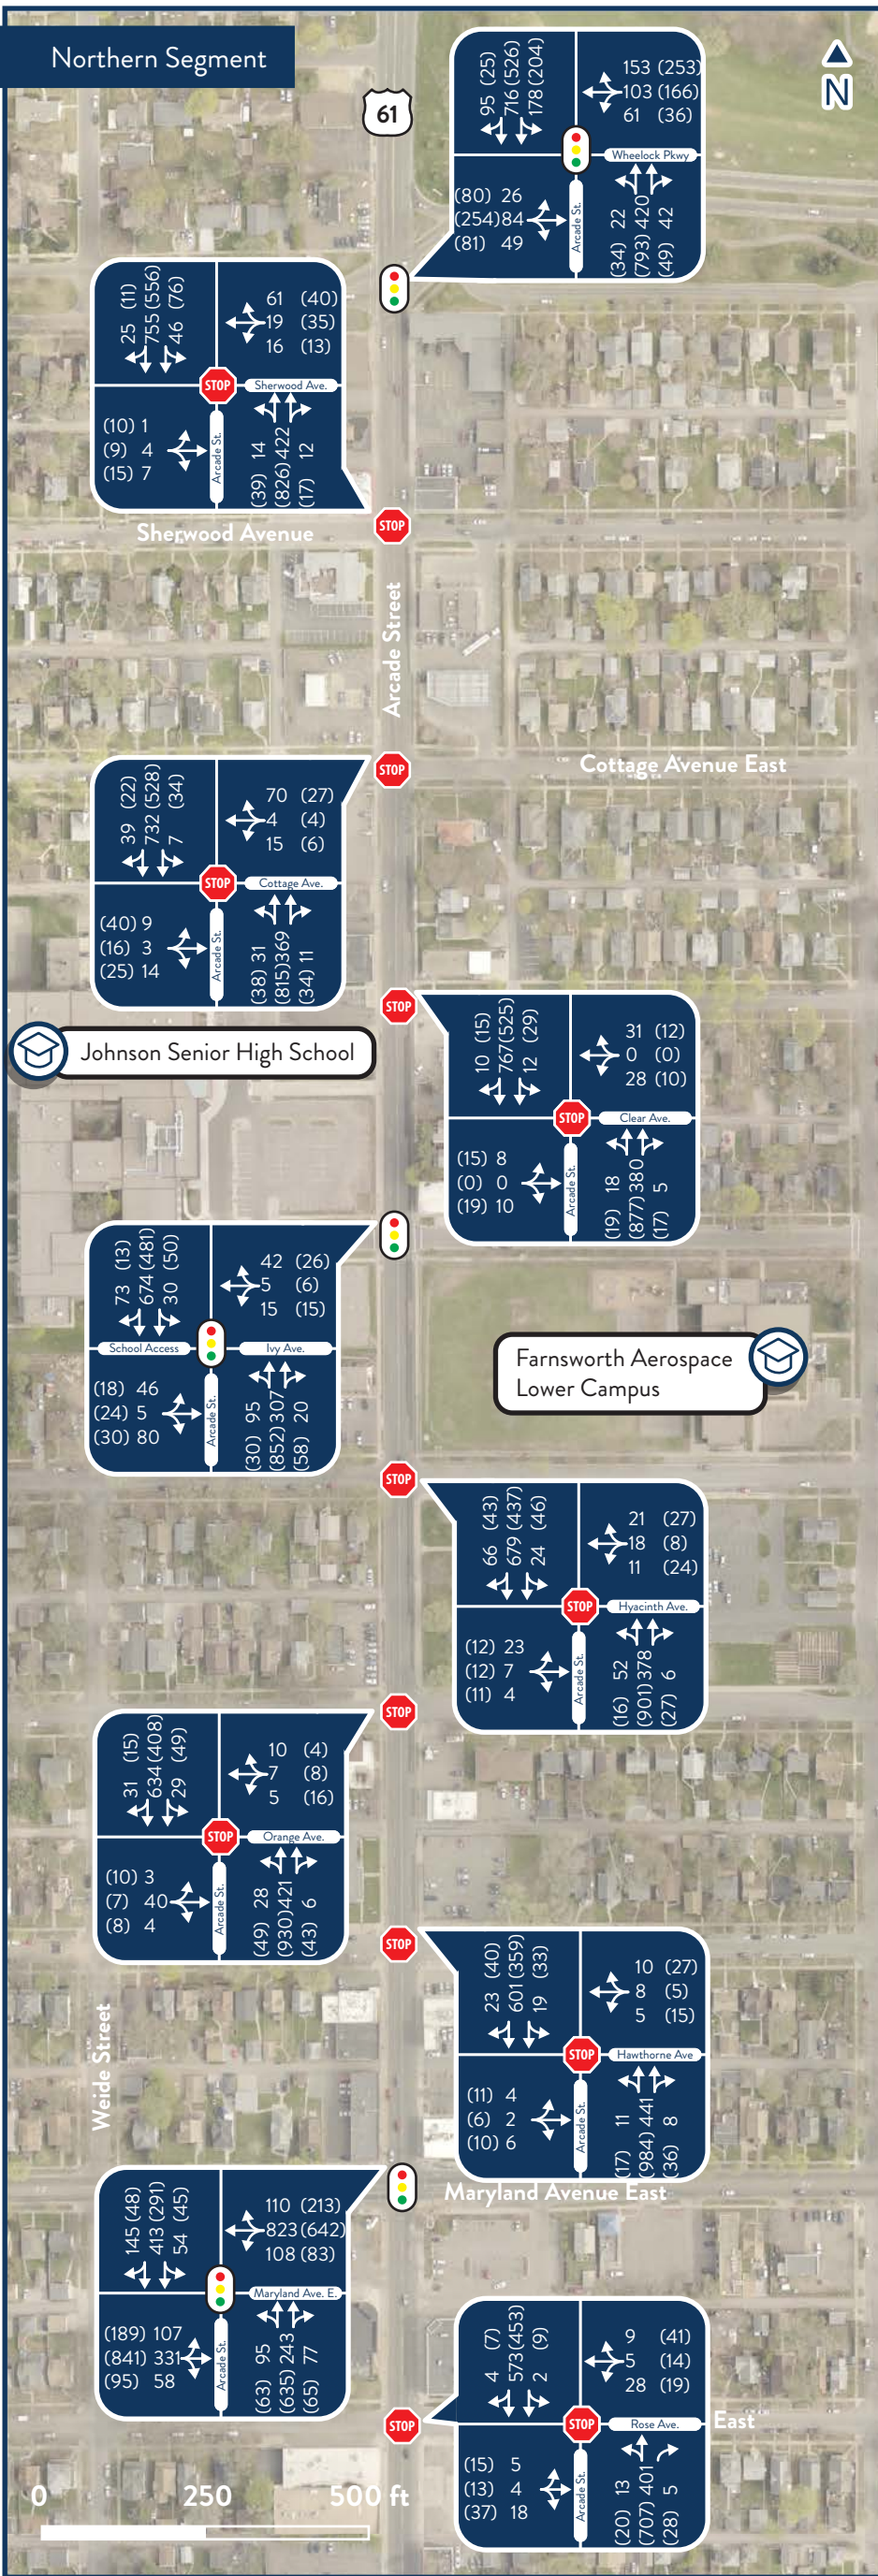 Northern Segment
61
N
95 (25)
716 (526)
178 (204)
153 (253)
103 (166)
61 (36)
Wheelock Pkwy
Arcade St.
(80) 26
(254) 84
(81) 49
(34) 22
(793) 420
(49) 42
25 (11)
755 (556)
46 (76)
61 (40)
19 (35)
16 (13)
STOP
Sherwood Ave.
Arcade St.
(10) 1
(9) 4
(15) 7
(39) 14
(826) 422
(17) 12
Sherwood Avenue
STOP
Arcade Street
STOP
Cottage Avenue East
39 (22)
732 (528)
7 (34)
70 (27)
4 (4)
15 (6)
STOP
Cottage Ave.
Arcade St.
(40) 9
(16) 3
(25) 14
(38) 31
(815) 369
(34) 11
STOP
Johnson Senior High School
10 (15)
767 (525)
12 (29)
31 (12)
0 (0)
28 (10)
STOP
Clear Ave.
Arcade St.
(15) 8
(0) 0
(19) 10
(19) 18
(877) 380
(17) 5
73 (13)
674 (481)
30 (50)
42 (26)
5 (6)
15 (15)
School Access
Ivy Ave.
Arcade St.
(18) 46
(24) 5
(30) 80
(30) 95
(852) 307
(58) 20
Farnsworth Aerospace
Lower Campus
STOP
66 (43)
679 (437)
24 (46)
21 (27)
18 (8)
11 (24)
STOP
Hyacinth Ave.
Arcade St.
(12) 23
(12) 7
(11) 4
(16) 52
(901) 378
(27) 6
STOP
31 (15)
634 (408)
29 (49)
10 (4)
7 (8)
5 (16)
STOP
Orange Ave.
Arcade St.
(10) 3
(7) 40
(8) 4
(49) 28
(930) 421
(43) 6
STOP
23 (40)
601 (359)
19 (33)
10 (27)
8 (5)
5 (15)
STOP
Hawthorne Ave
Arcade St.
(11) 4
(6) 2
(10) 6
(17) 11
(984) 441
(36) 8
Weide Street
Maryland Avenue East
145 (48)
413 (291)
54 (45)
110 (213)
823 (642)
108 (83)
Maryland Ave. E.
Arcade St.
(189) 107
(841) 331
(95) 58
(63) 95
(635) 243
(65) 77
STOP
4 (7)
573 (453)
2 (9)
9 (41)
5 (14)
28 (19)
STOP
Rose Ave.
East
Arcade St.
(15) 5
(13) 4
(37) 18
(20) 13
(707) 401
(28) 5
0 250 500 ft